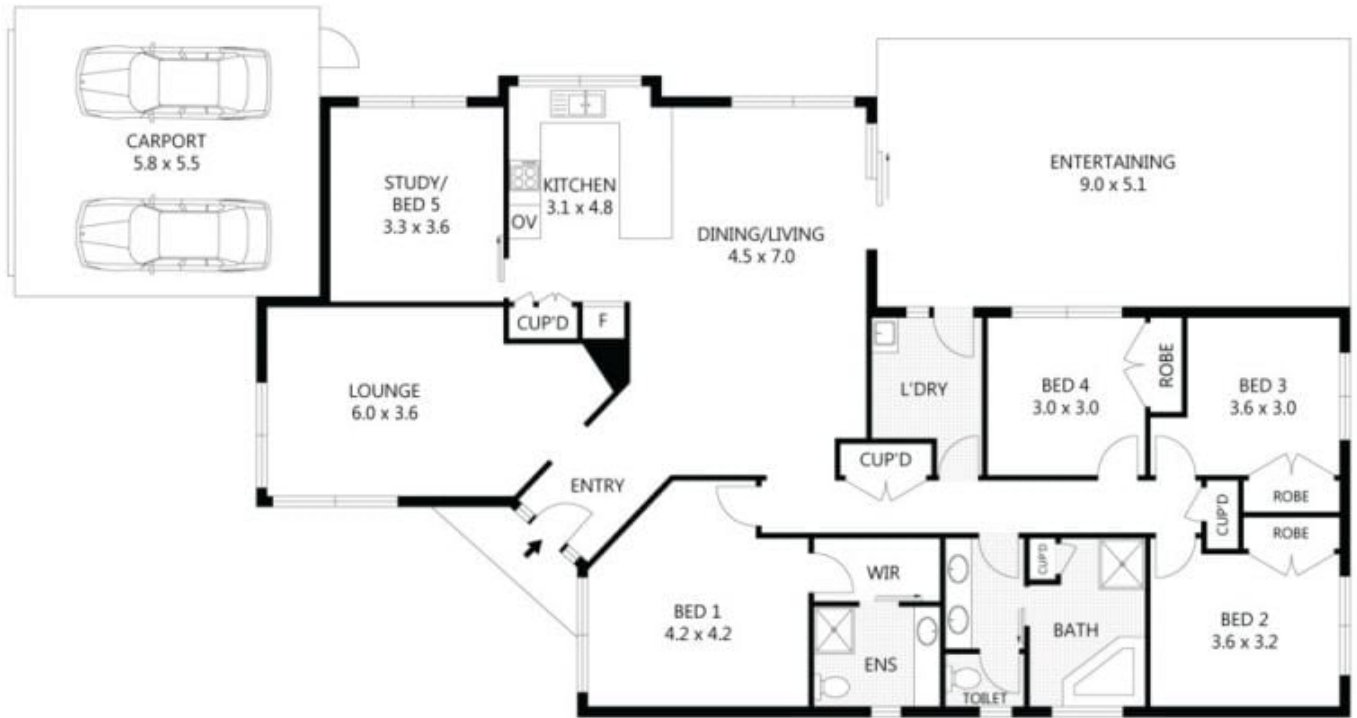 CARPORT
5.8 x 5.5
STUDY/
BED 5
3.3 x 3.6
KITCHEN
3.1 x 4.8
OV
DINING/LIVING
4.5 x 7.0
ENTERTAINING
9.0 x 5.1
CUP'D
F
LOUNGE
6.0 x 3.6
L'DRY
BED 4
3.0 x 3.0
ROBE
BED 3
3.6 x 3.0
CUP'D
ENTRY
ROBE
CUP'D
ROBE
WIR
CUP'D
BED 1
4.2 x 4.2
ENS
TOILET
BATH
BED 2
3.6 x 3.2